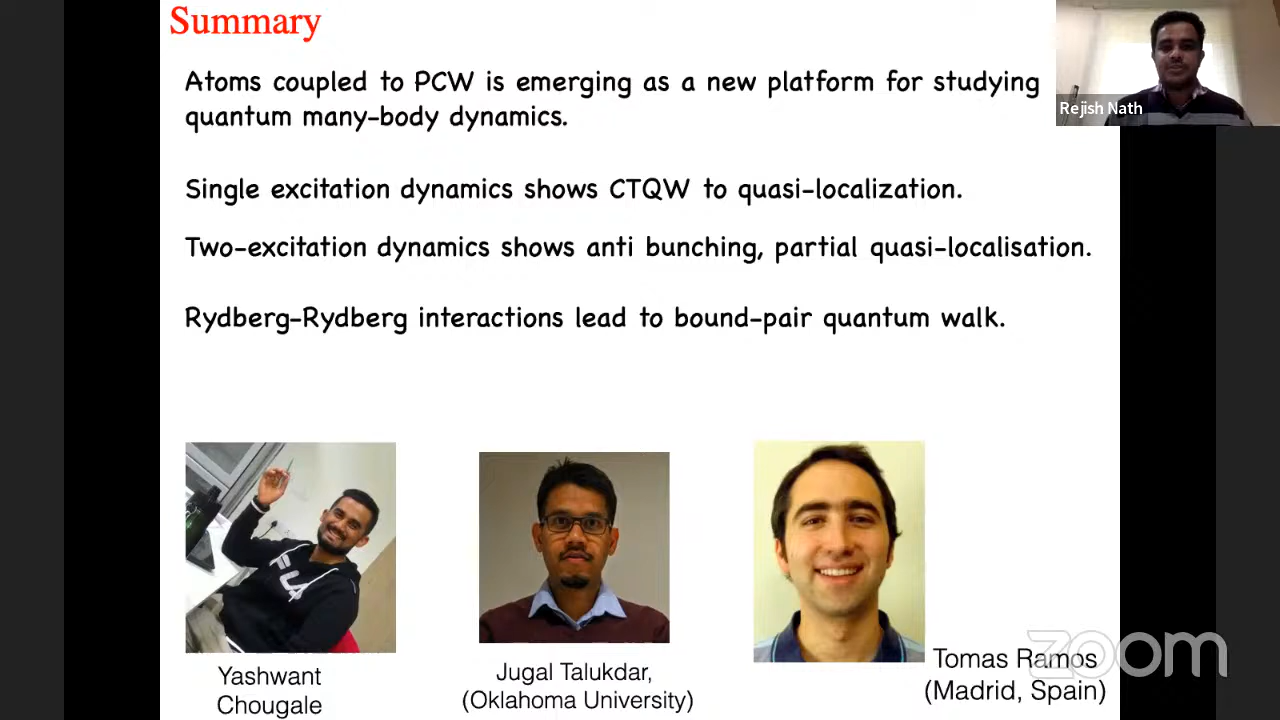 Summary
Atoms coupled to PCW is emerging as a new platform for studying
quantum many-body dynamics.
Rejish Nath
Single excitation dynamics shows CTQW to quasi-localization.
Two-excitation dynamics shows anti bunching, partial quasi-localisation.
Rydberg-Rydberg interactions lead to bound-pair quantum walk.
Yashwant
Chougale
Jugal Talukdar,
(Oklahoma University)
Tomas Ramos
(Madrid, Spain)
zoom